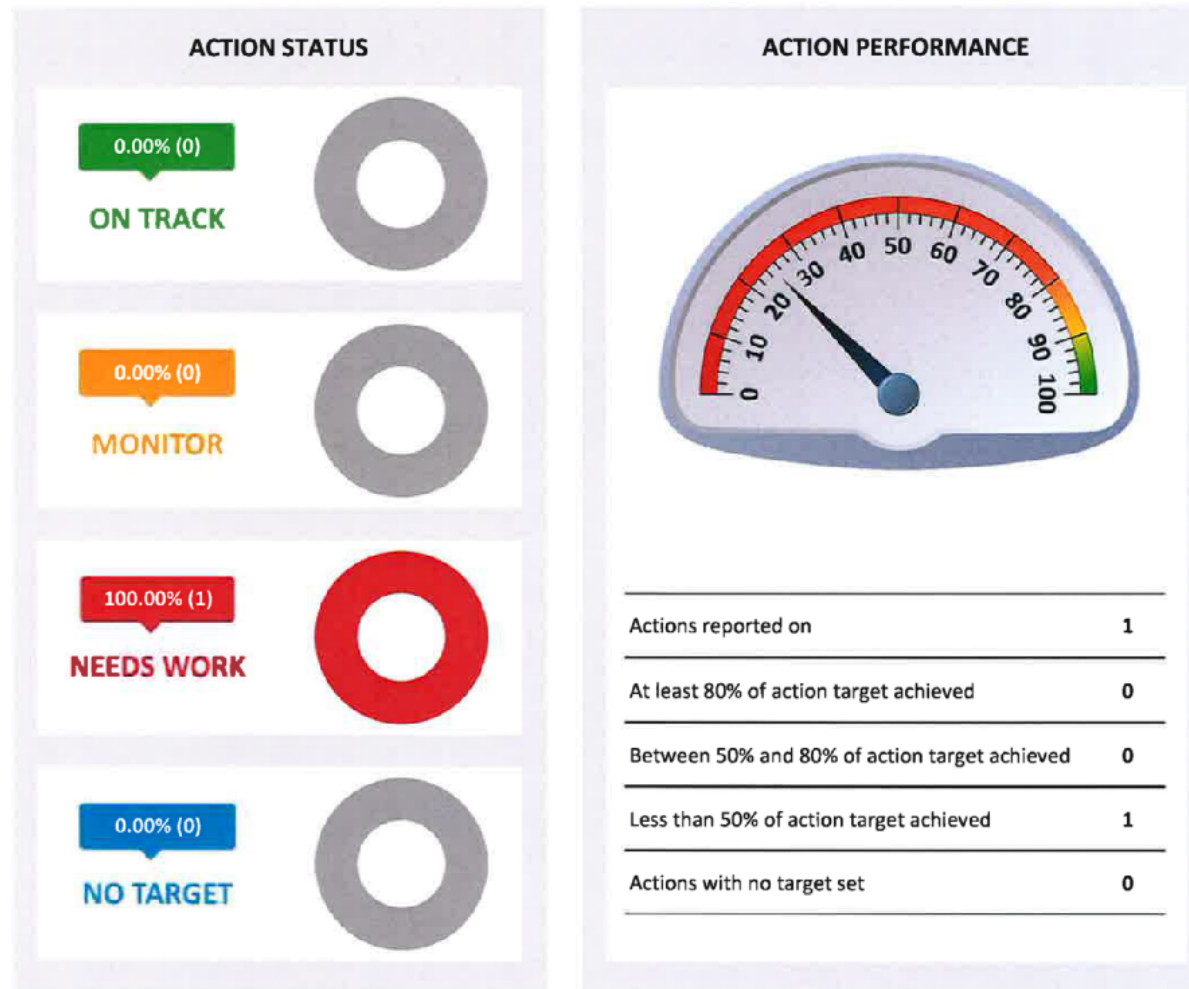 ACTION STATUS
0.00% (0)
ON TRACK
0.00% (0)
MONITOR
100.00% (1)
NEEDS WORK
0.00% (0)
NO TARGET
ACTION PERFORMANCE
0 10 20 30 40 50 60 70 80 90 100
Actions reported on 1
At least 80% of action target achieved 0
Between 50% and 80% of action target achieved 0
Less than 50% of action target achieved 1
Actions with no target set 0